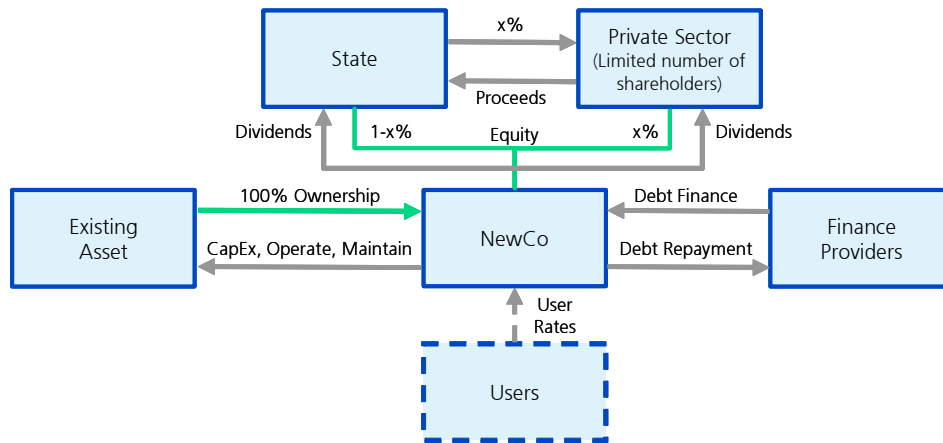 x%
State
Private Sector
(Limited number of
shareholders)
Proceeds
Dividends
1-x%
Equity
x%
Dividends
100% Ownership
Debt Finance
Existing
Asset
NewCo
Finance
Providers
CapEx, Operate, Maintain
Debt Repayment
User
Rates
Users